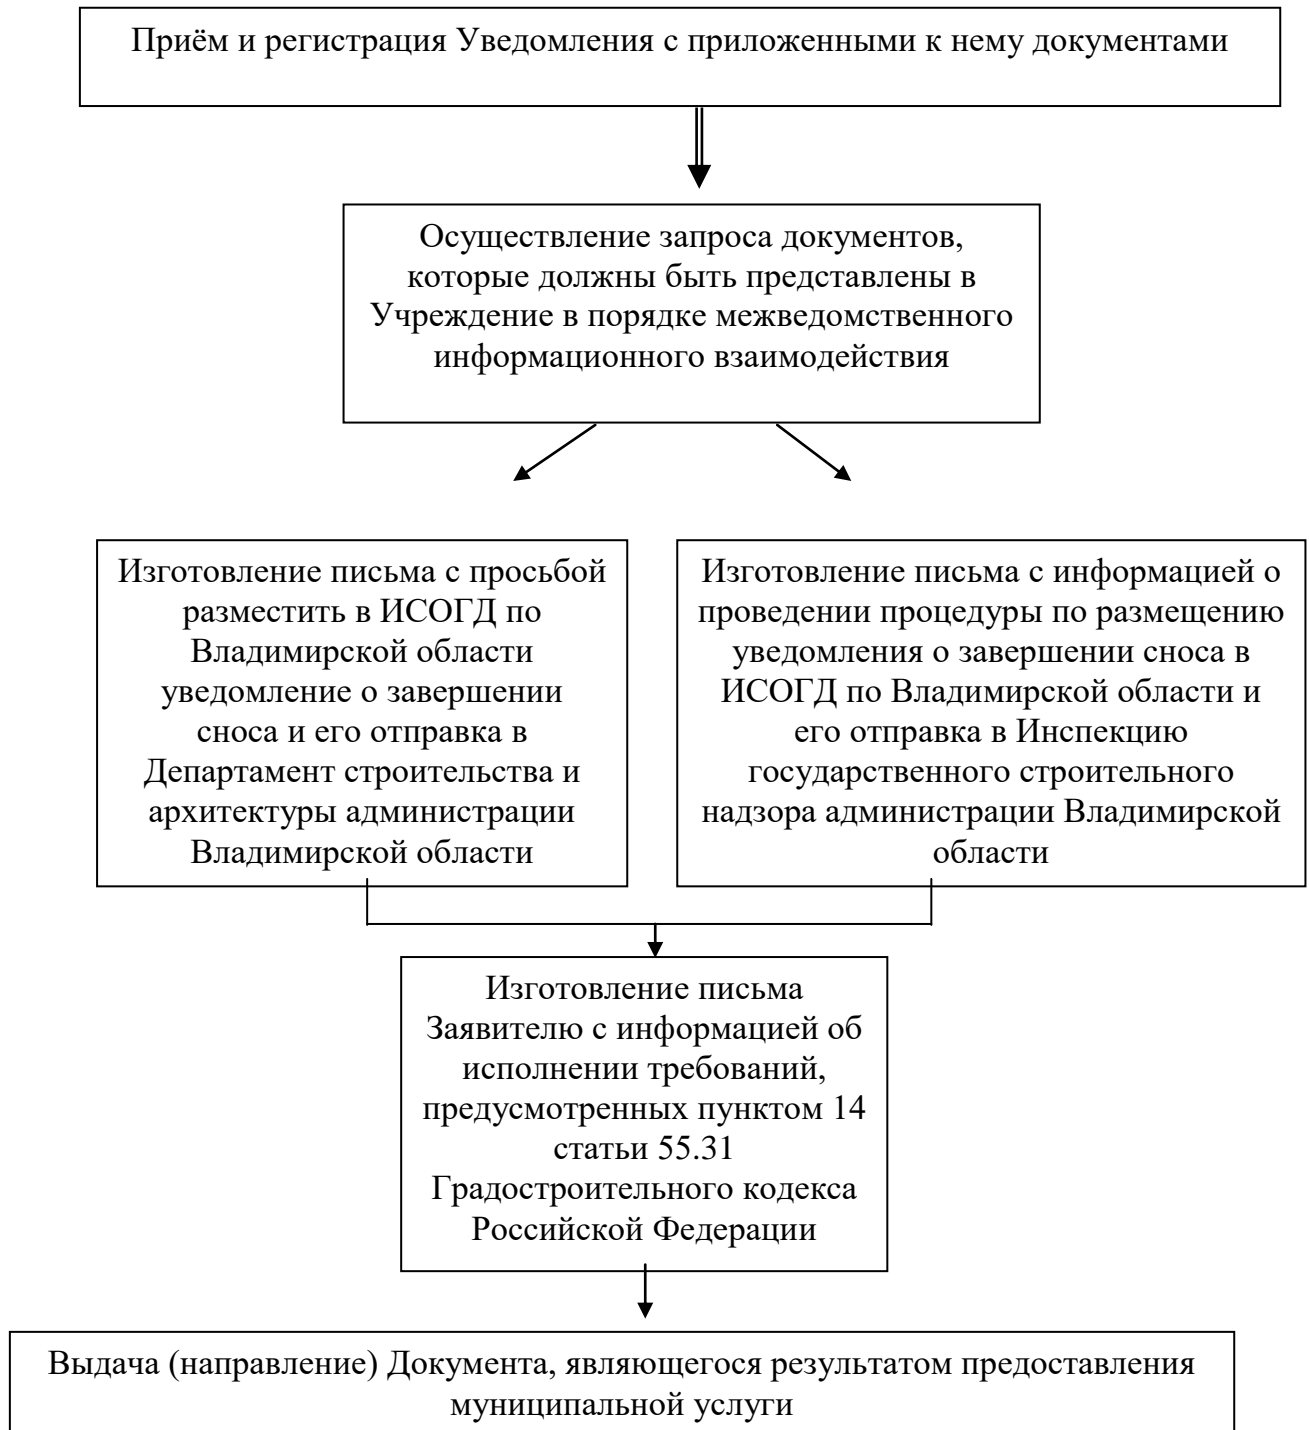 Приём и регистрация Уведомления с приложенными к нему документами
Осуществление запроса документов,
которые должны быть представлены в
Учреждение в порядке межведомственного
информационного взаимодействия
Изготовление письма с просьбой
разместить в ИСОГД по
Владимирской области
уведомление о завершении
сноса и его отправка в
Департамент строительства и
архитектуры администрации
Владимирской области
Изготовление письма с информацией о
проведении процедуры по размещению
уведомления о завершении сноса в
ИСОГД по Владимирской области и
его отправка в Инспекцию
государственного строительного
надзора администрации Владимирской
области
Изготовление письма
Заявителю с информацией об
исполнении требований,
предусмотренных пунктом 14
статьи 55.31
Градостроительного кодекса
Российской Федерации
Выдача (направление) Документа, являющегося результатом предоставления
муниципальной услуги